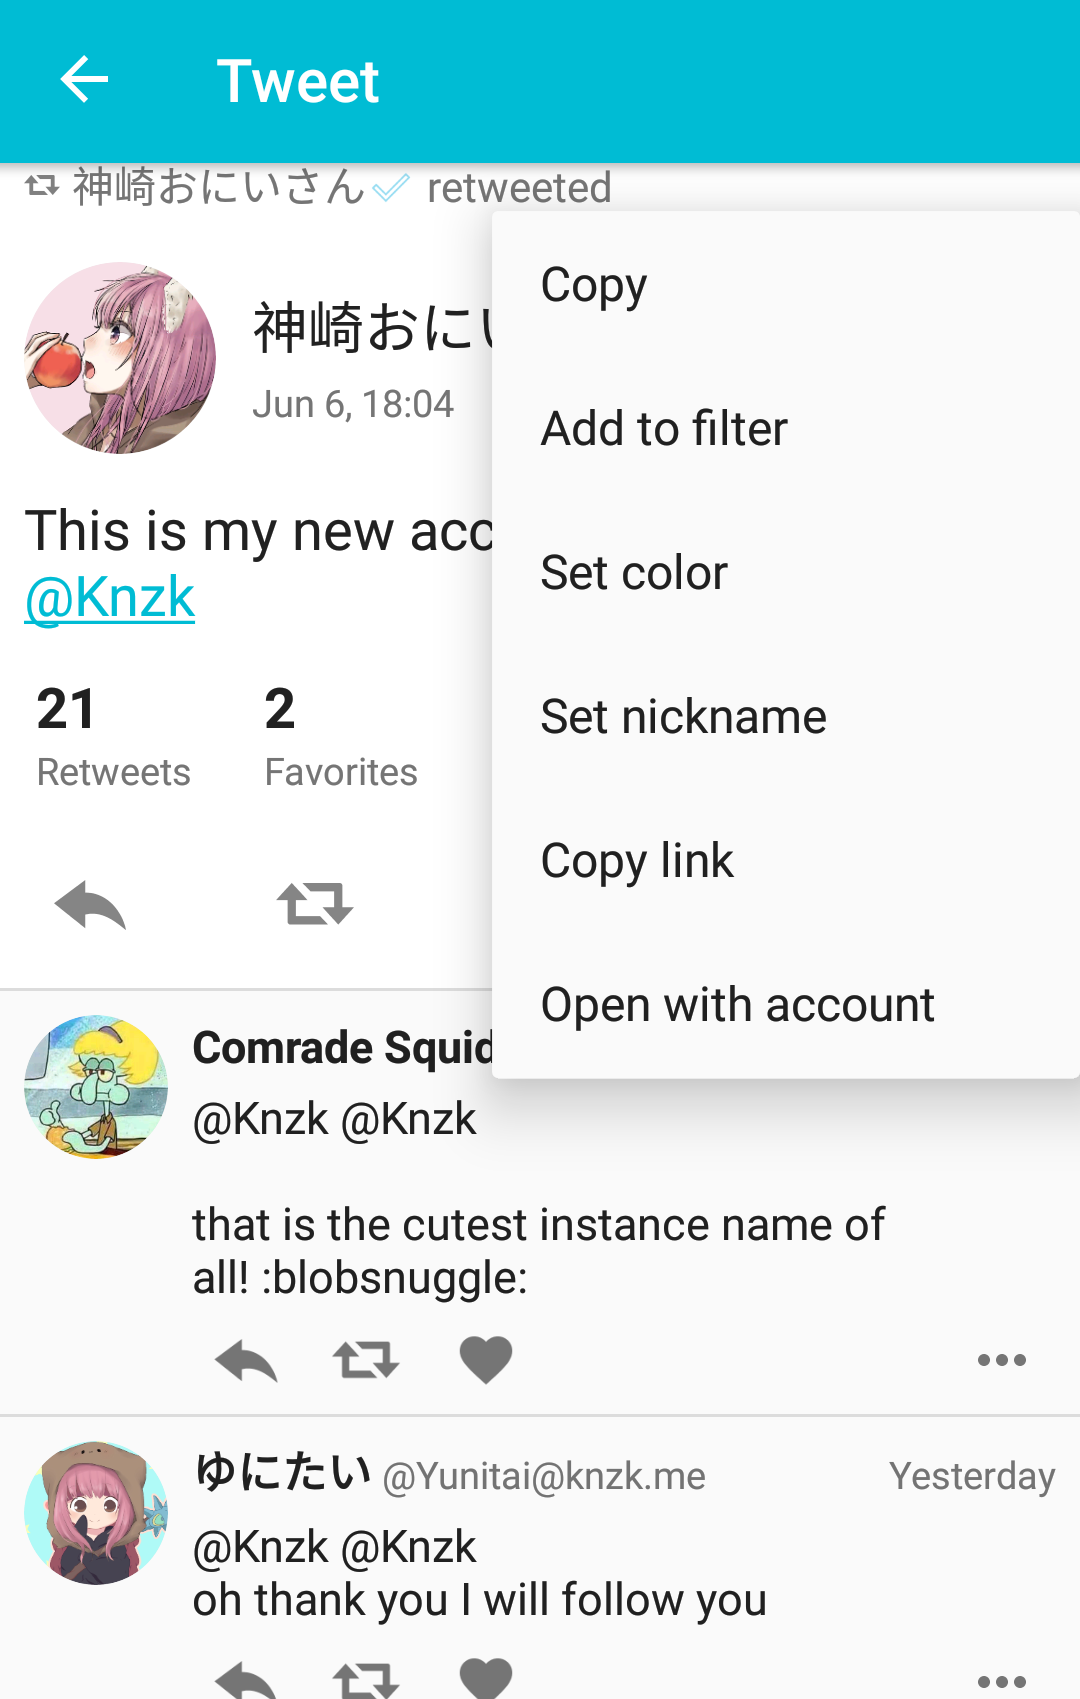 Tweet
神崎おにいさん retweeted
神崎おにい
Jun 6, 18:04
This is my new acc
@Knzk
21
2
Retweets
Favorites
Copy
Add to filter
Set color
Set nickname
Copy link
Open with account
Comrade Squid
@Knzk @Knzk
that is the cutest instance name of
all! :blobsnuggle:
ゆにたい @Yunitai@knzk.me Yesterday
@Knzk @Knzk
oh thank you I will follow you